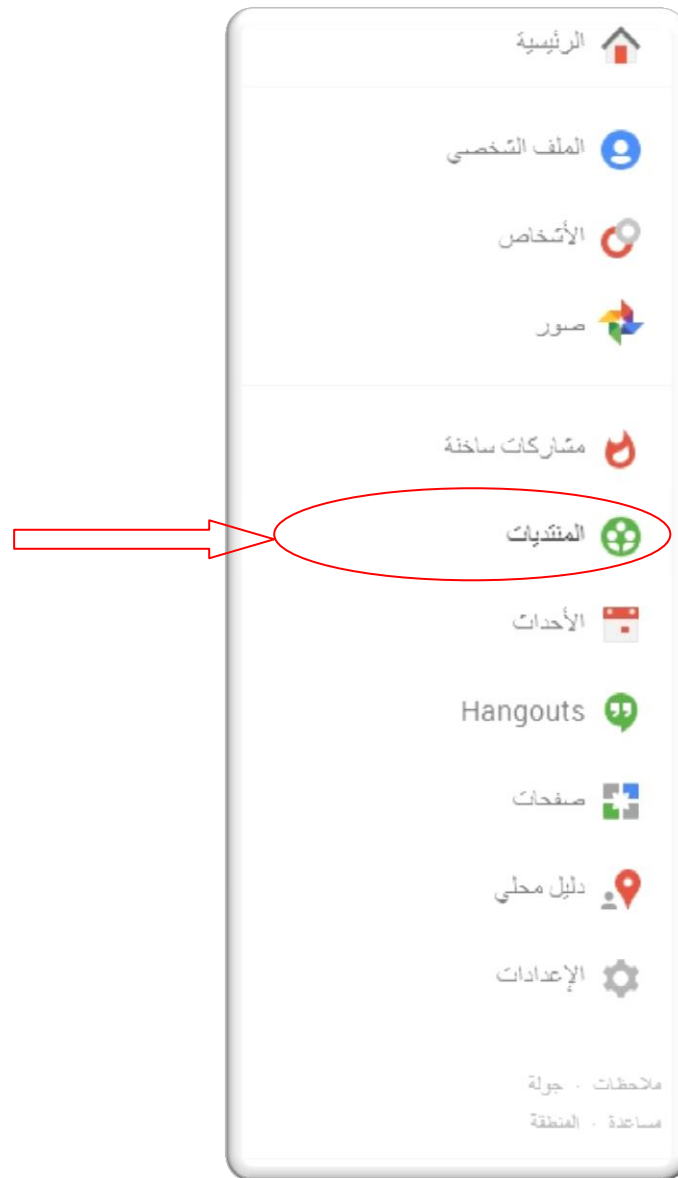 الرئيسية
الملف الشخصي
الأشخاص
صور
مشاركات ساخنة
المنتديات
الأحداث
Hangouts
صفحات
دليل محلي
الإعدادات
ملاحظات · جولة
مساعدة · المنطقة